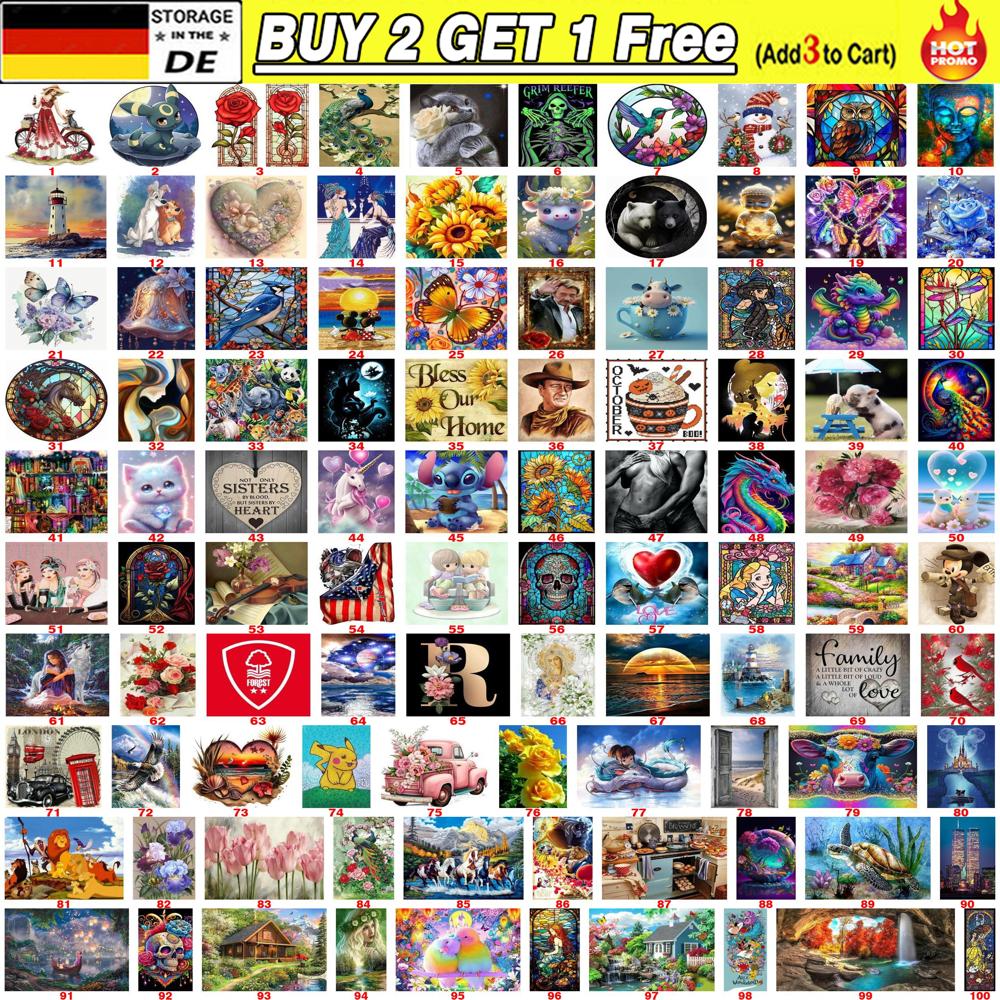 STORAGE
IN THE
DE
BUY 2 GET 1 Free
(Add 3 to Cart)
HOT
PROMO
GRIM REEFER
1 2 3 4 5 6 7 8 9 10
11 12 13 14 15 16 17 18 19 20
21 22 23 24 25 26 27 28 29 30
Bless
Our
Home
OCTOBER
BOO!
31 32 33 34 35 36 37 38 39 40
NOT ONLY
SISTERS
BY BLOOD,
BUT SISTERS BY
HEART
41 42 43 44 45 46 47 48 49 50
LOVE
51 52 53 54 55 56 57 58 59 60
R
FOREST
Family
A LITTLE BIT OF CRAZY
A LITTLE BIT OF LOUD
& A WHOLE
LOT OF
love
61 62 63 64 65 66 67 68 69 70
LONDON
71 72 73 74 75 76 77 78 79 80
81 82 83 84 85 86 87 88 89 90
91 92 93 94 95 96 97 98 99 100